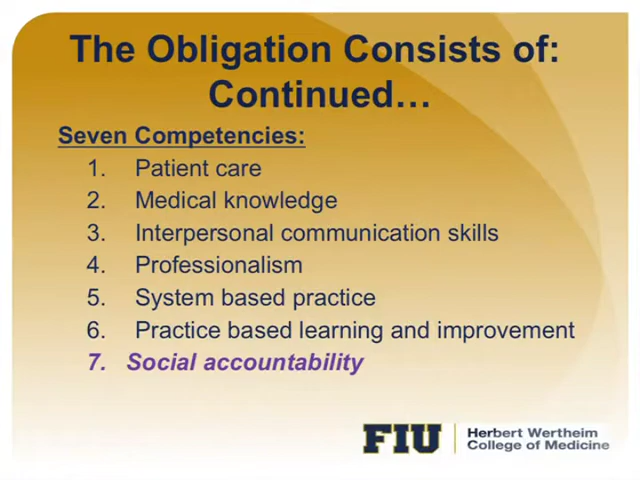 The Obligation Consists of:
Continued…
Seven Competencies:
1. Patient care
2. Medical knowledge
3. Interpersonal communication skills
4. Professionalism
5. System based practice
6. Practice based learning and improvement
7. Social accountability
FIU
Herbert Wertheim
College of Medicine